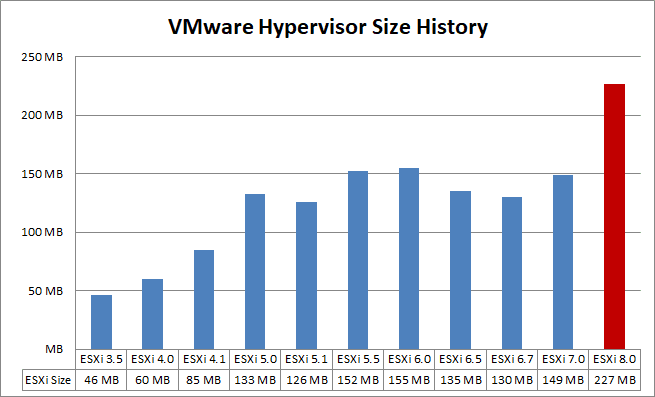 VMware Hypervisor Size History
250 MB
200 MB
150 MB
100 MB
50 MB
MB
ESXi 3.5 ESXi 4.0 ESXi 4.1 ESXi 5.0 ESXi 5.1 ESXi 5.5 ESXi 6.0 ESXi 6.5 ESXi 6.7 ESXi 7.0 ESXi 8.0
ESXi Size 46 MB 60 MB 85 MB 133 MB 126 MB 152 MB 155 MB 135 MB 130 MB 149 MB 227 MB